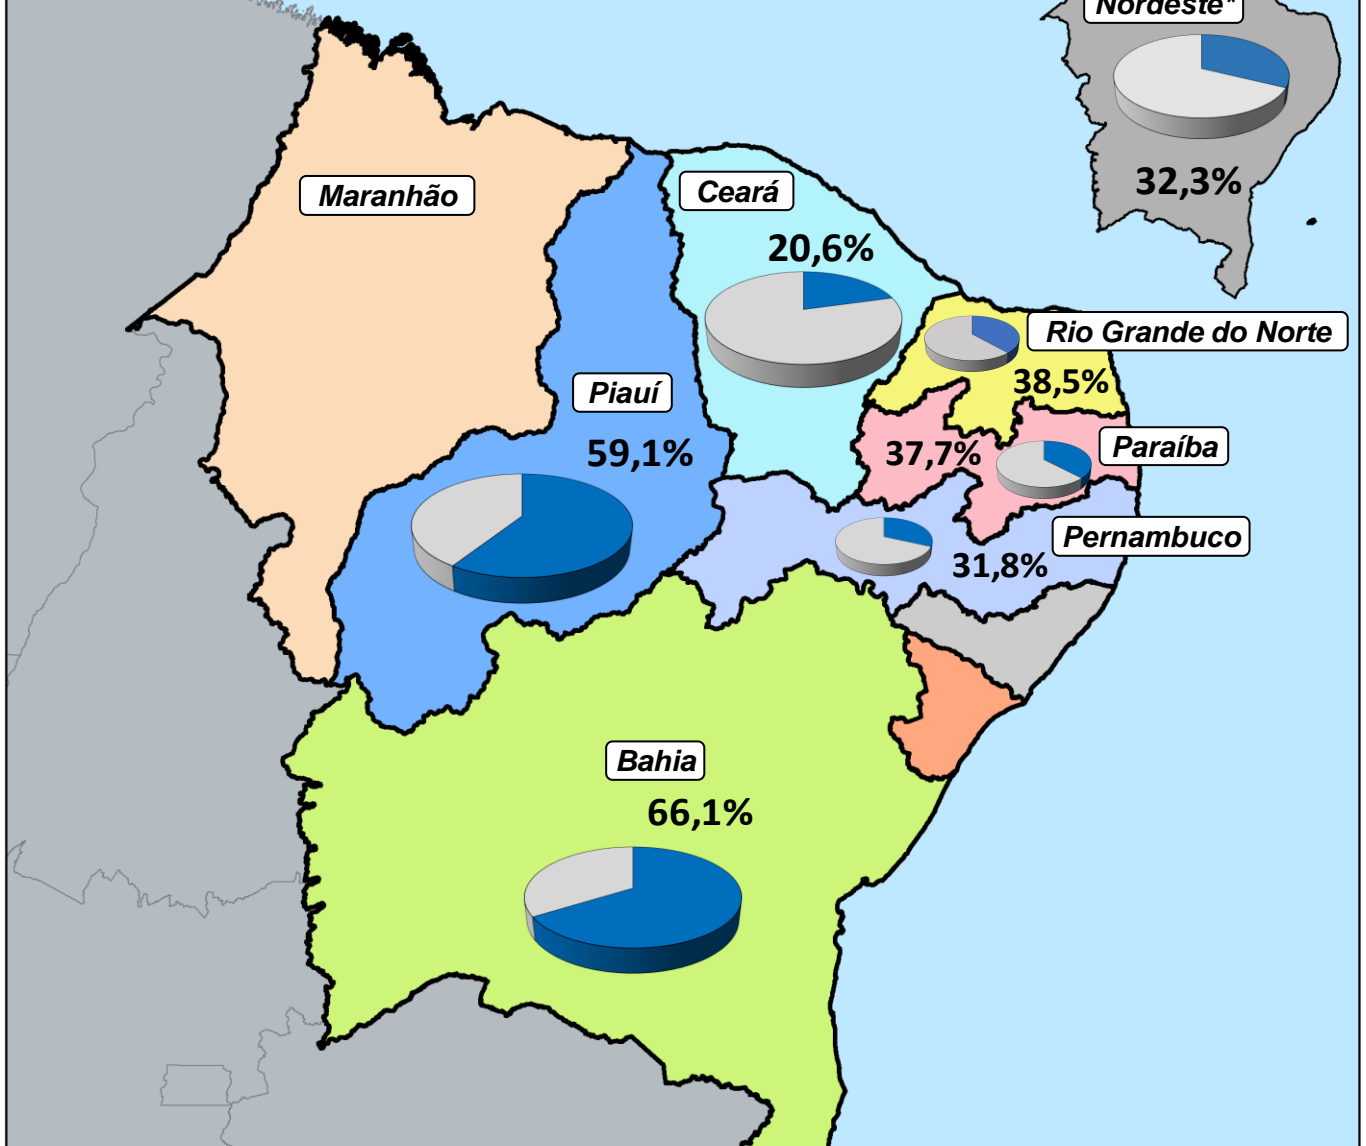 Nordeste*
32,3%
Maranhão
Ceará
20,6%
Rio Grande do Norte
38,5%
Piauí
59,1%
Paraíba
37,7%
Pernambuco
31,8%
Bahia
66,1%